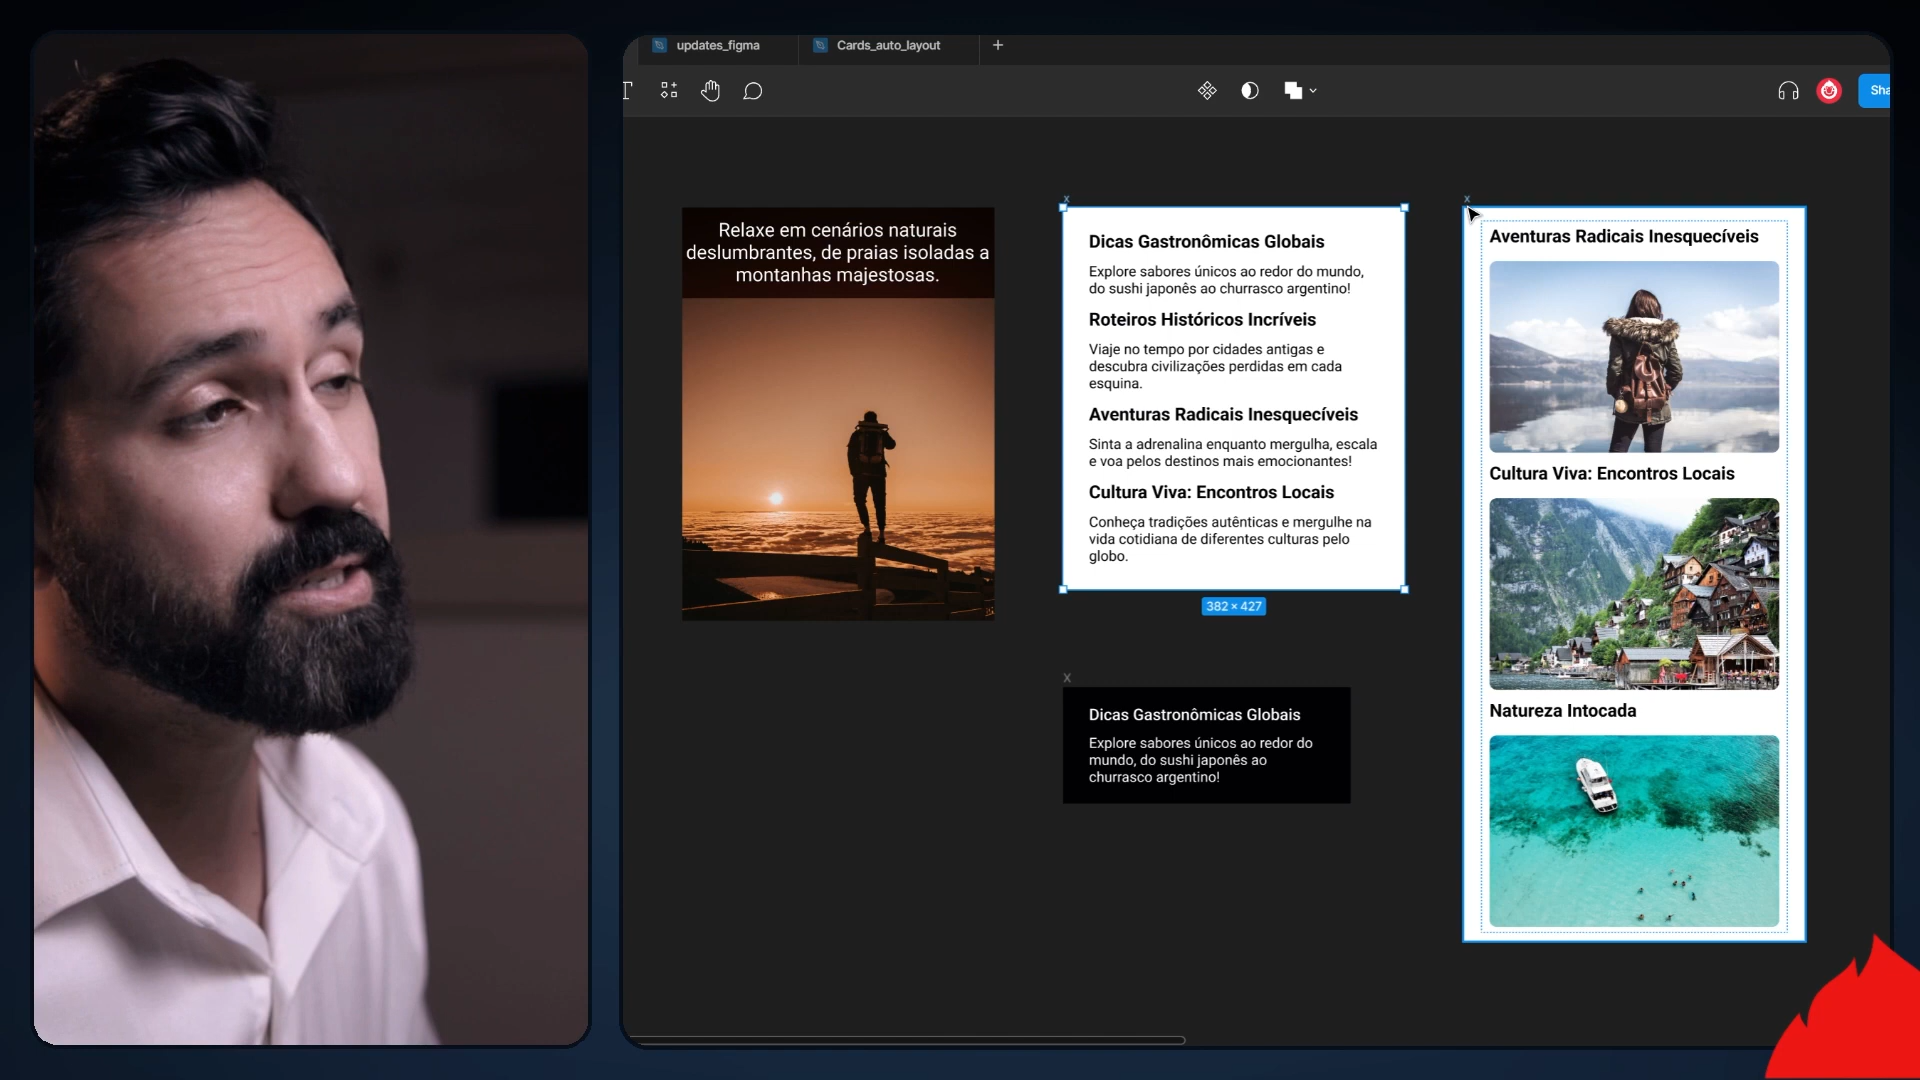 updates_figma
Cards_auto_layout
Sha
Relaxe em cenários naturais
deslumbrantes, de praias isoladas a
montanhas majestosas.
x
Dicas Gastronômicas Globais
Explore sabores únicos ao redor do mundo,
do sushi japonês ao churrasco argentino!
Roteiros Históricos Incríveis
Viaje no tempo por cidades antigas e
descubra civilizações perdidas em cada
esquina.
Aventuras Radicais Inesquecíveis
Sinta a adrenalina enquanto mergulha, escala
e voa pelos destinos mais emocionantes!
Cultura Viva: Encontros Locais
Conheça tradições autênticas e mergulhe na
vida cotidiana de diferentes culturas pelo
globo.
382 × 427
x
Dicas Gastronômicas Globais
Explore sabores únicos ao redor do
mundo, do sushi japonês ao
churrasco argentino!
x
Aventuras Radicais Inesquecíveis
Cultura Viva: Encontros Locais
Natureza Intocada